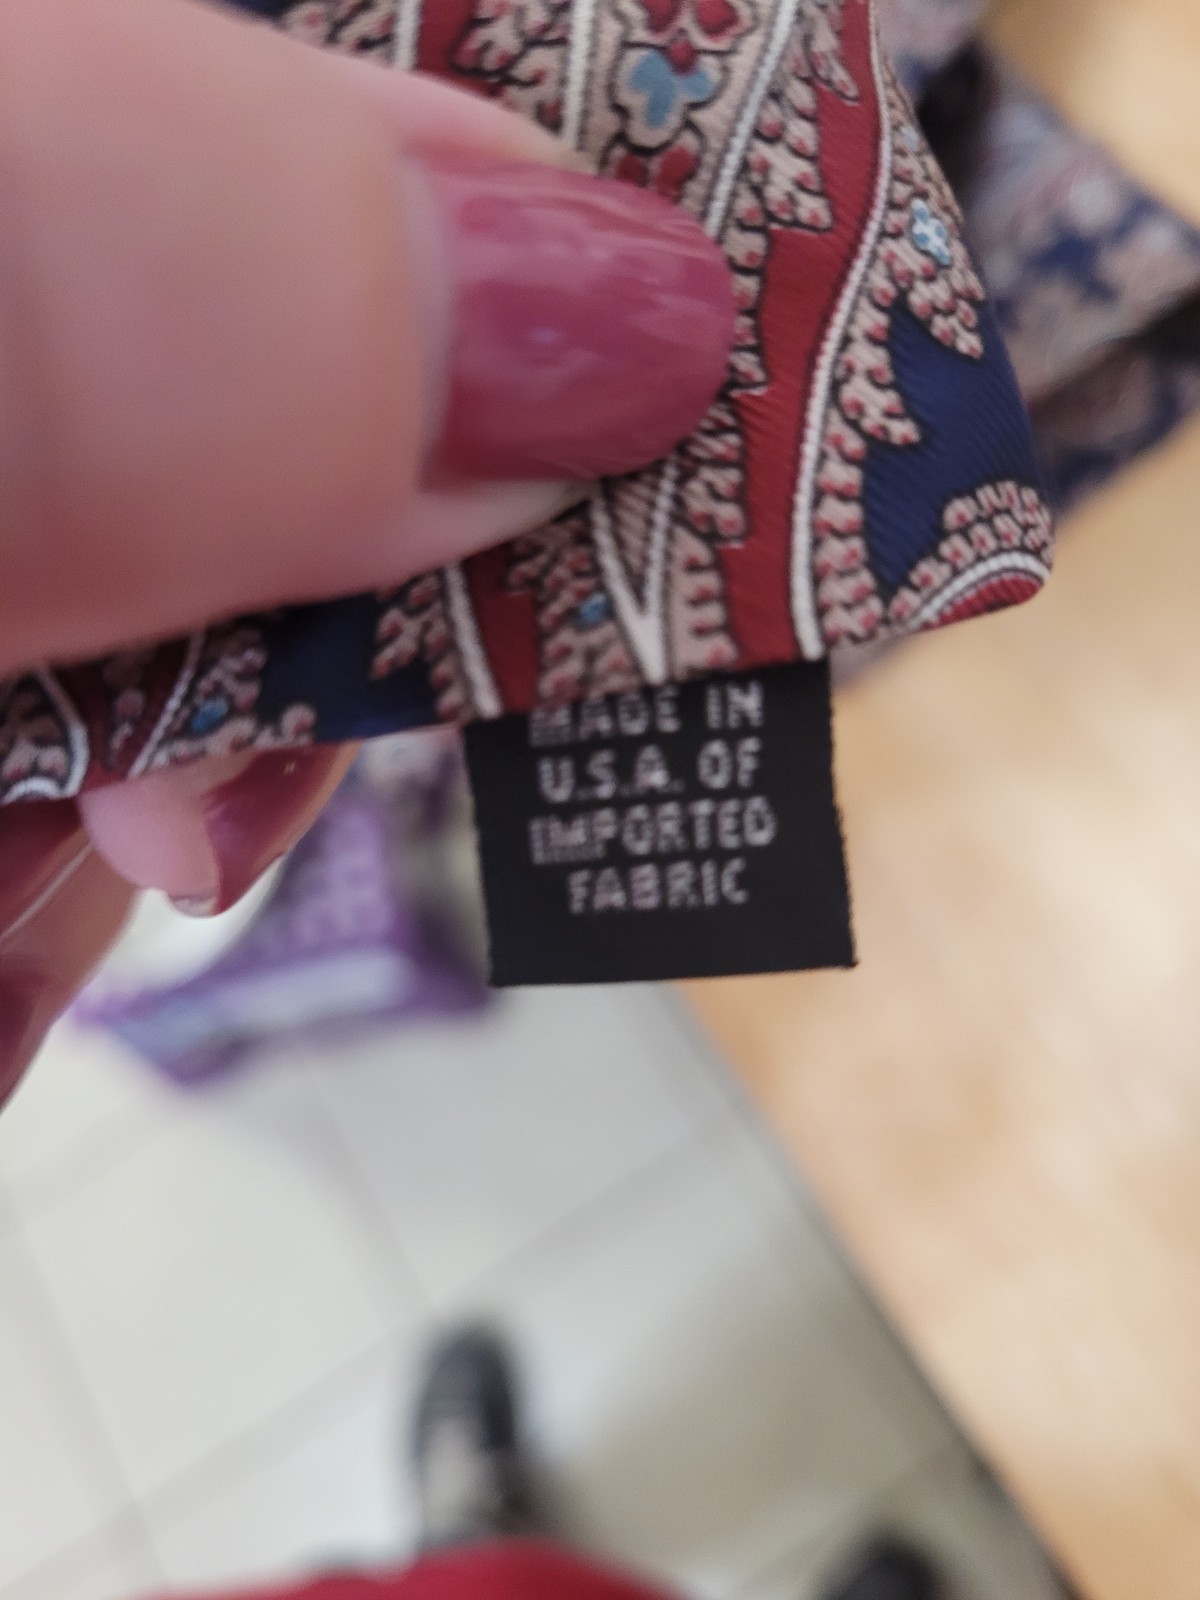 MADE IN
U.S.A. OF
IMPORTED
FABRIC